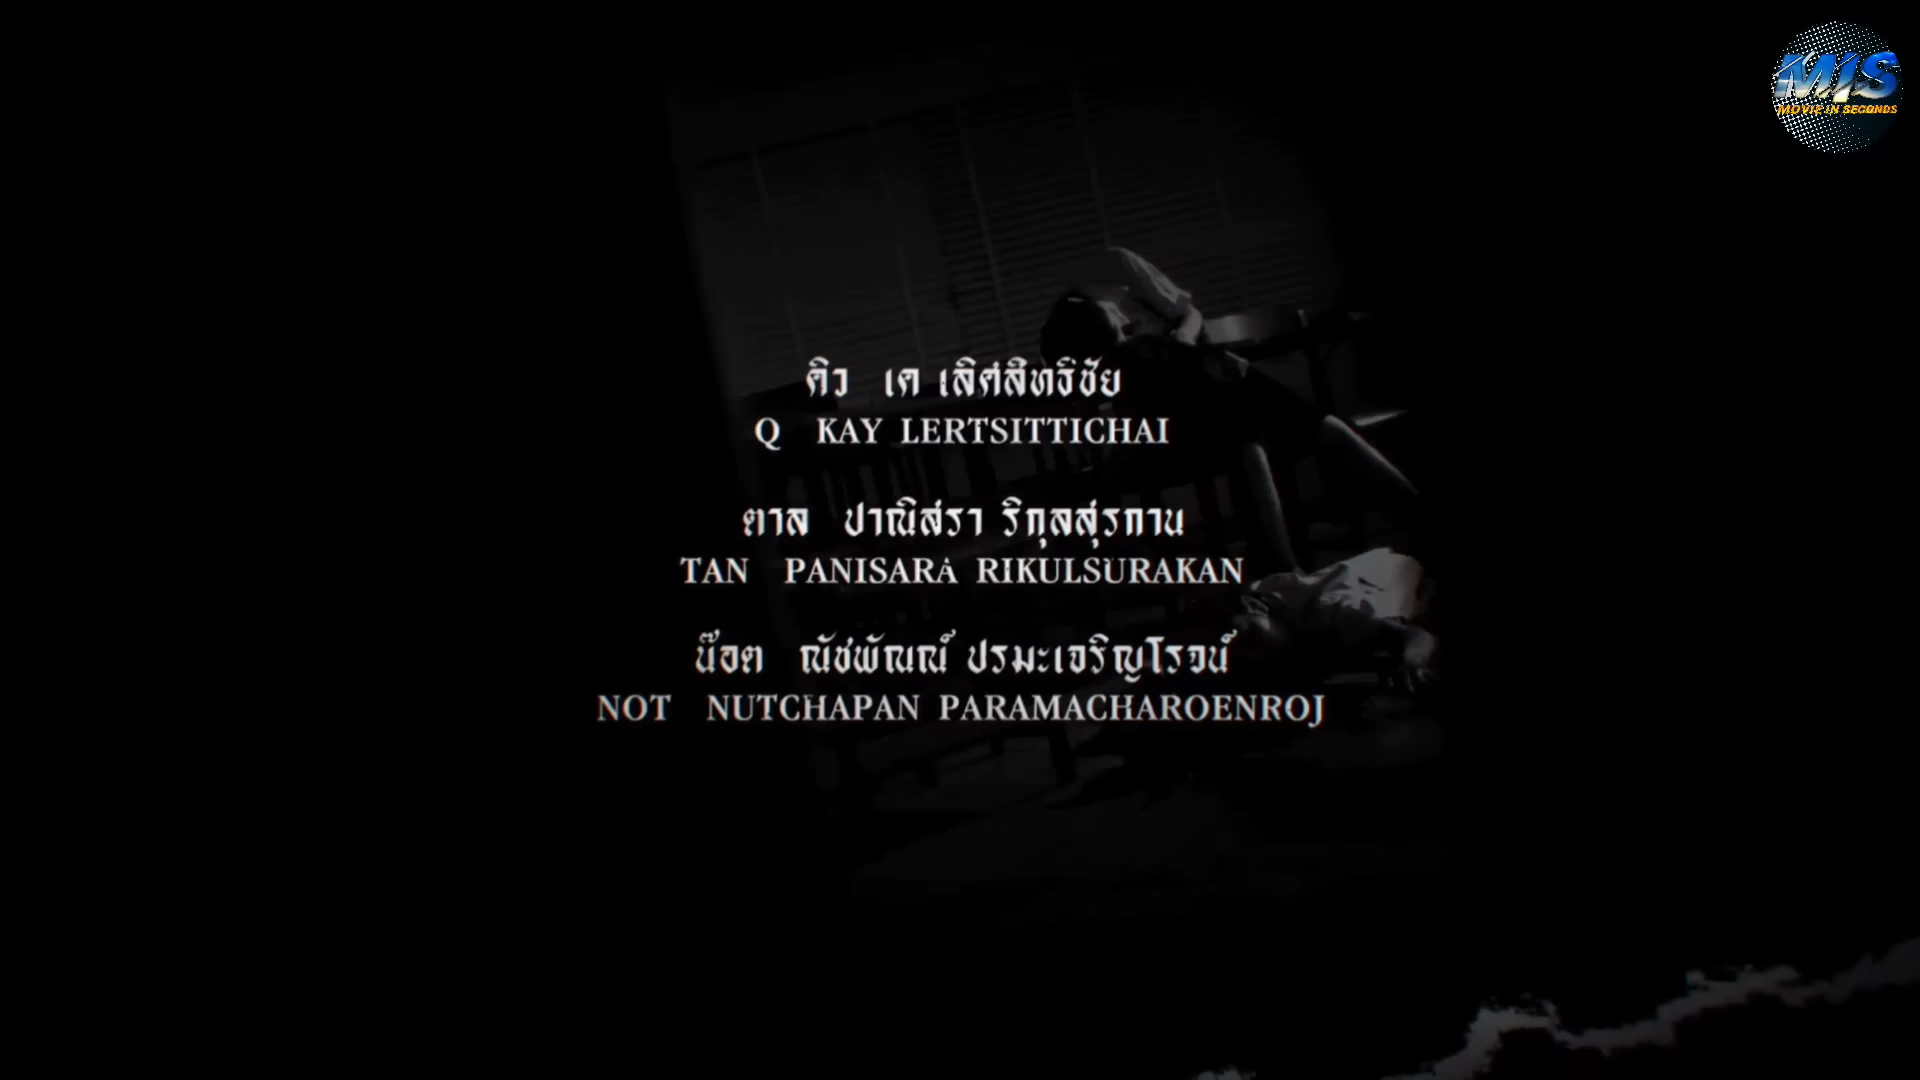 MIS
MOVIE IN SECONDS
คิว เค เลิศสิทธิชัย
Q KAY LERTSITTICHAI
ตาล ปาณิสรา ริกุลสุรกาน
TAN PANISARA RIKULSURAKAN
น๊อต ณัชพัณณ์ ปรมะเจริญโรจน์
NOT NUTCHAPAN PARAMACHAROENROJ